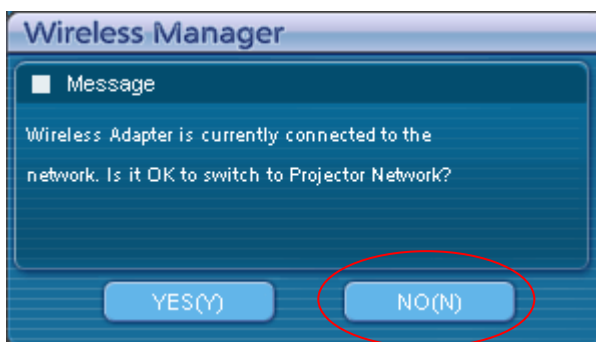 Wireless Manager
Message
Wireless Adapter is currently connected to the
network. Is it OK to switch to Projector Network?
YES(Y) NO(N)